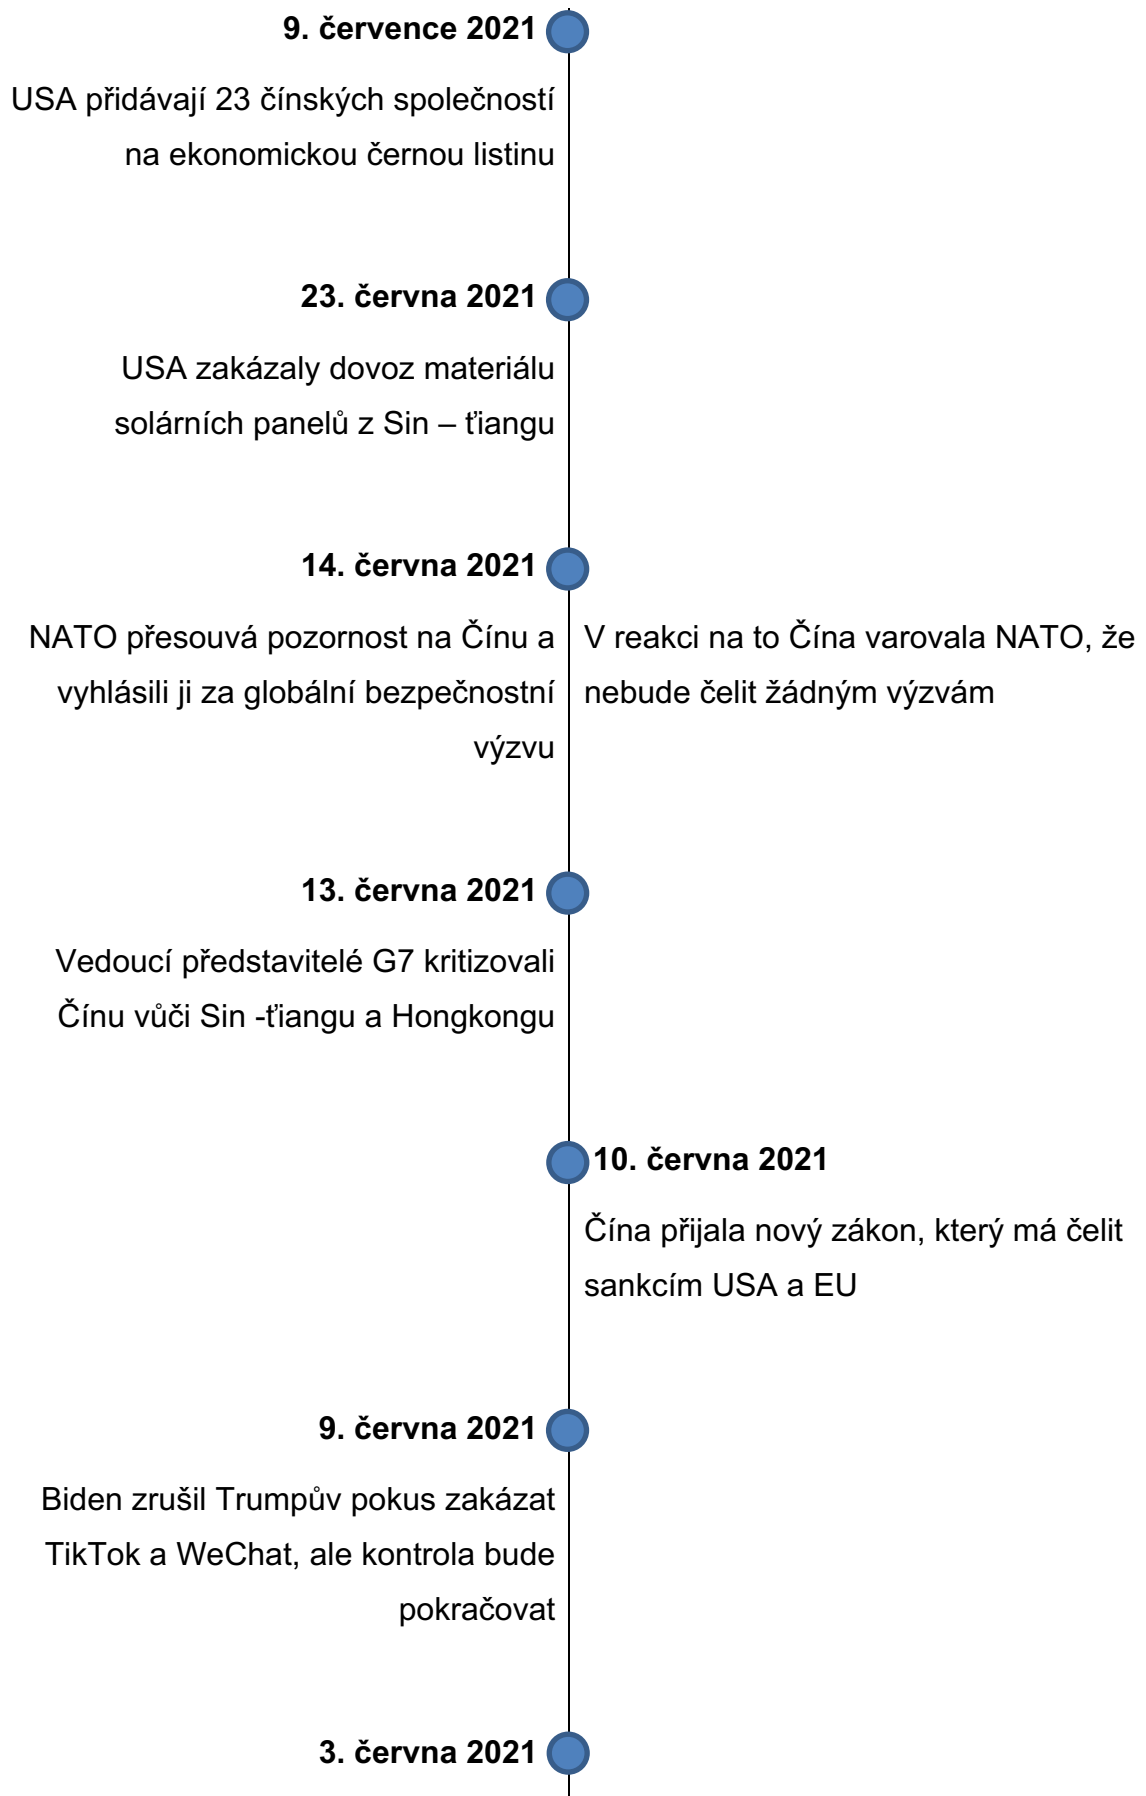 9. července 2021
USA přidávají 23 čínských společností
na ekonomickou černou listinu
23. června 2021
USA zakázaly dovoz materiálu
solárních panelů z Sin – ťiangu
14. června 2021
NATO přesouvá pozornost na Čínu a
vyhlásili ji za globální bezpečnostní
výzvu
V reakci na to Čína varovala NATO, že
nebude čelit žádným výzvám
13. června 2021
Vedoucí představitelé G7 kritizovali
Čínu vůči Sin -ťiangu a Hongkongu
10. června 2021
Čína přijala nový zákon, který má čelit
sankcím USA a EU
9. června 2021
Biden zrušil Trumpův pokus zakázat
TikTok a WeChat, ale kontrola bude
pokračovat
3. června 2021